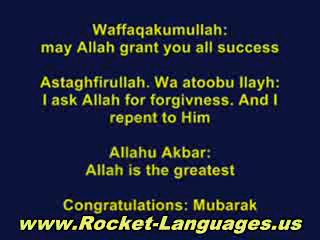 Waffaqakumullah:
may Allah grant you all success
Astaghfirullah. Wa atoobu Ilayh:
I ask Allah for forgivness. And I
repent to Him
Allahu Akbar:
Allah is the greatest
Congratulations: Mubarak
www.Rocket-Languages.us